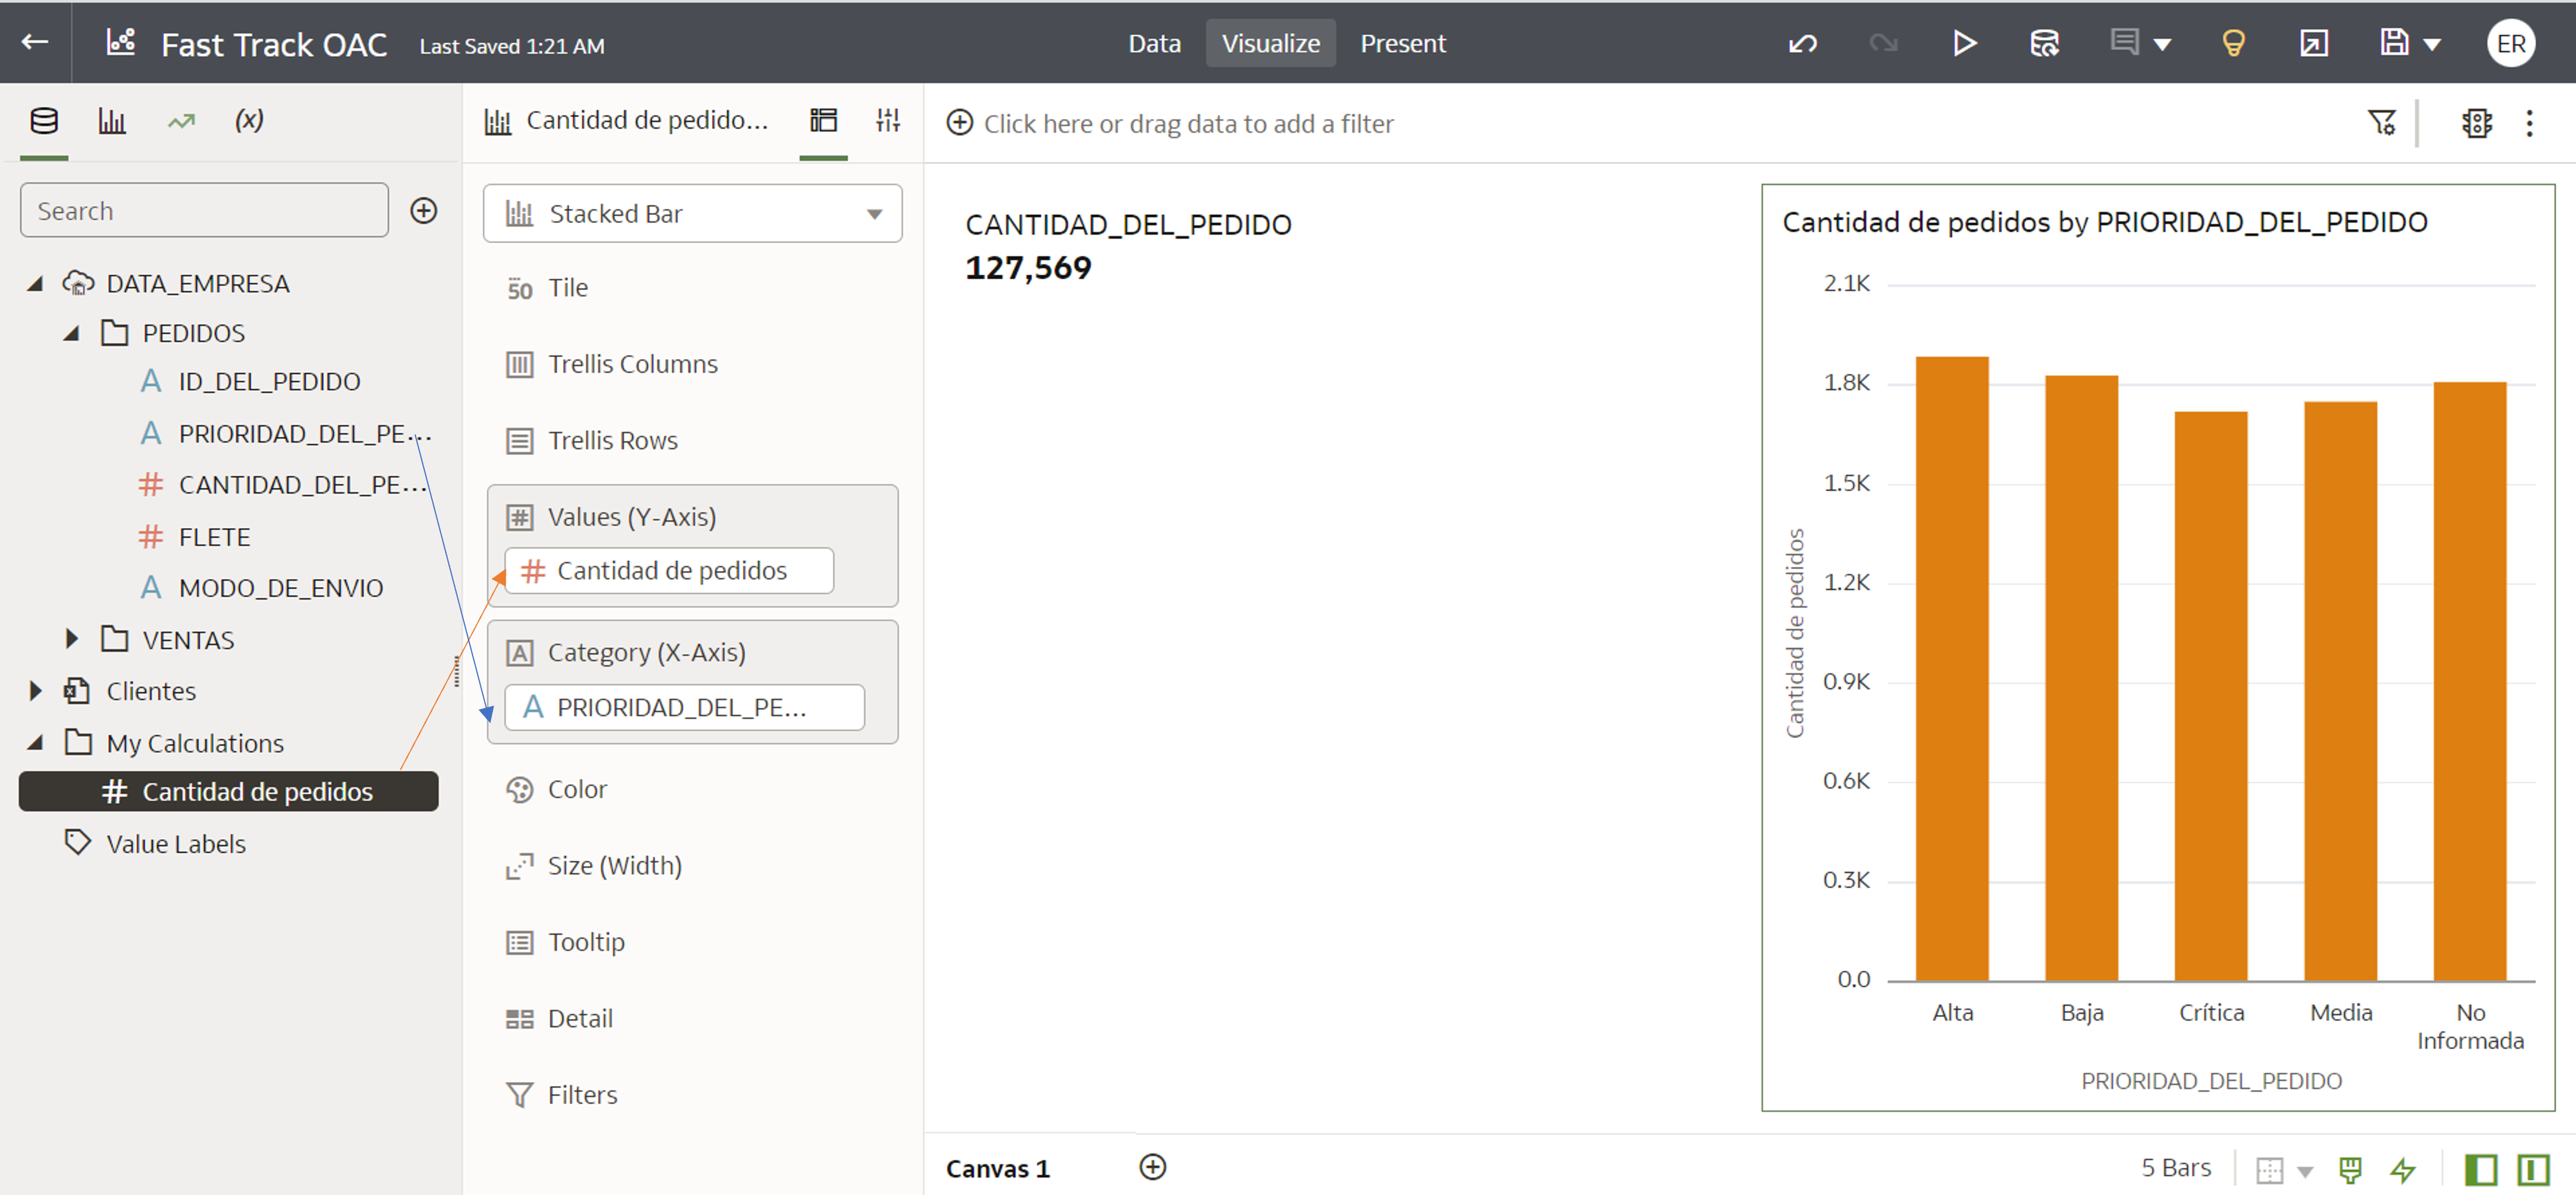 Fast Track OAC Last Saved 1:21 AM Data Visualize Present ER
(x)
Search
DATA_EMPRESA
PEDIDOS
ID_DEL_PEDIDO
PRIORIDAD_DEL_PE...
CANTIDAD_DEL_PE...
FLETE
MODO_DE_ENVIO
VENTAS
Clientes
My Calculations
Cantidad de pedidos
Value Labels
Cantidad de pedido...
Stacked Bar
50 Tile
Trellis Columns
Trellis Rows
Values (Y-Axis)
# Cantidad de pedidos
Category (X-Axis)
A PRIORIDAD_DEL_PE...
Color
Size (Width)
Tooltip
Detail
Filters
Click here or drag data to add a filter
CANTIDAD_DEL_PEDIDO
127,569
Cantidad de pedidos by PRIORIDAD_DEL_PEDIDO
2.1K
1.8K
1.5K
1.2K
0.9K
0.6K
0.3K
0.0
Cantidad de pedidos
Alta Baja Crítica Media No
Informada
PRIORIDAD_DEL_PEDIDO
Canvas 1 5 Bars